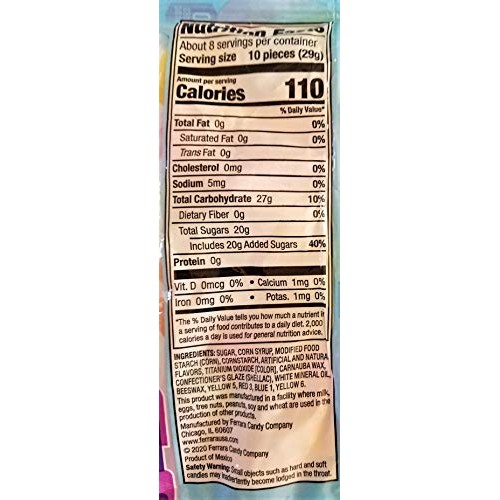 Nutrition Facts
About 8 servings per container
Serving size 10 pieces (29g)
Amount per serving
Calories 110
% Daily Value*
Total Fat 0g 0%
Saturated Fat 0g 0%
Trans Fat 0g
Cholesterol 0mg 0%
Sodium 5mg 0%
Total Carbohydrate 27g 10%
Dietary Fiber 0g 0%
Total Sugars 20g
Includes 20g Added Sugars 40%
Protein 0g
Vit. D 0mcg 0% • Calcium 1mg 0%
Iron 0mg 0% • Potas. 1mg 0%
*The % Daily Value tells you how much a nutrient in
a serving of food contributes to a daily diet. 2,000
calories a day is used for general nutrition advice.
INGREDIENTS: SUGAR, CORN SYRUP, MODIFIED FOOD
STARCH (CORN), CORNSTARCH, ARTIFICIAL AND NATURAL
FLAVORS, TITANIUM DIOXIDE [COLOR], CARNAUBA WAX,
CONFECTIONER'S GLAZE (SHELLAC), WHITE MINERAL OIL,
BEESWAX, YELLOW 5, RED 3, BLUE 1, YELLOW 6.
This product was manufactured in a facility where milk,
eggs, tree nuts, peanuts, soy and wheat are used in the
production of other products.
Manufactured by Ferrara Candy Company
Chicago, IL 60607
www.ferrarausa.com
© 2020 Ferrara Candy Company
Product of Mexico
Safety Warning: Small objects such as hard and soft
candies may inadvertently become lodged in the throat.